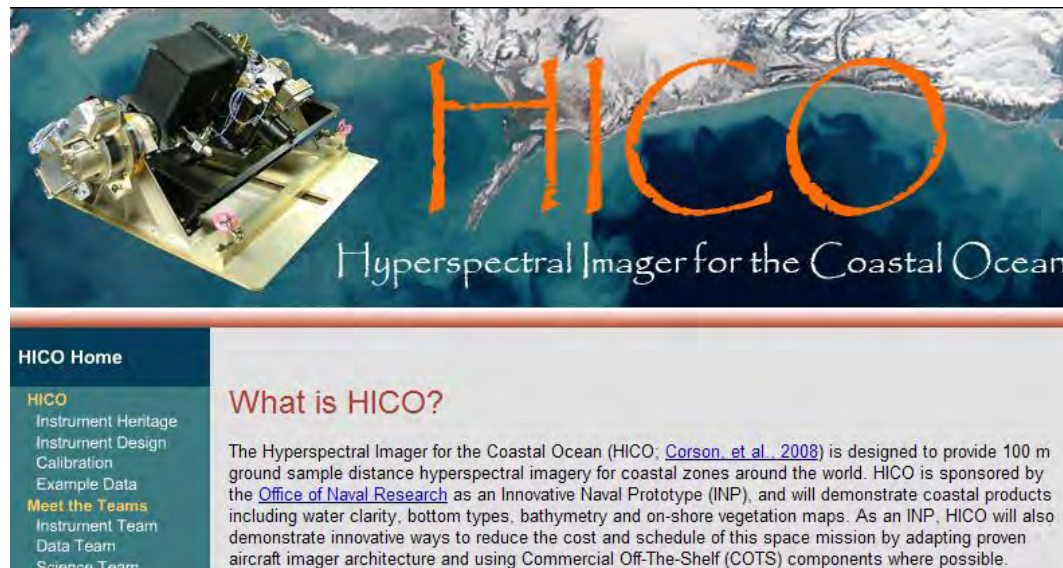 HICO
Hyperspectral Imager for the Coastal Ocean
HICO Home
HICO
Instrument Heritage
Instrument Design
Calibration
Example Data
Meet the Teams
Instrument Team
Data Team
Science Team
What is HICO?
The Hyperspectral Imager for the Coastal Ocean (HICO; Corson, et al., 2008) is designed to provide 100 m
ground sample distance hyperspectral imagery for coastal zones around the world. HICO is sponsored by
the Office of Naval Research as an Innovative Naval Prototype (INP), and will demonstrate coastal products
including water clarity, bottom types, bathymetry and on-shore vegetation maps. As an INP, HICO will also
demonstrate innovative ways to reduce the cost and schedule of this space mission by adapting proven
aircraft imager architecture and using Commercial Off-The-Shelf (COTS) components where possible.